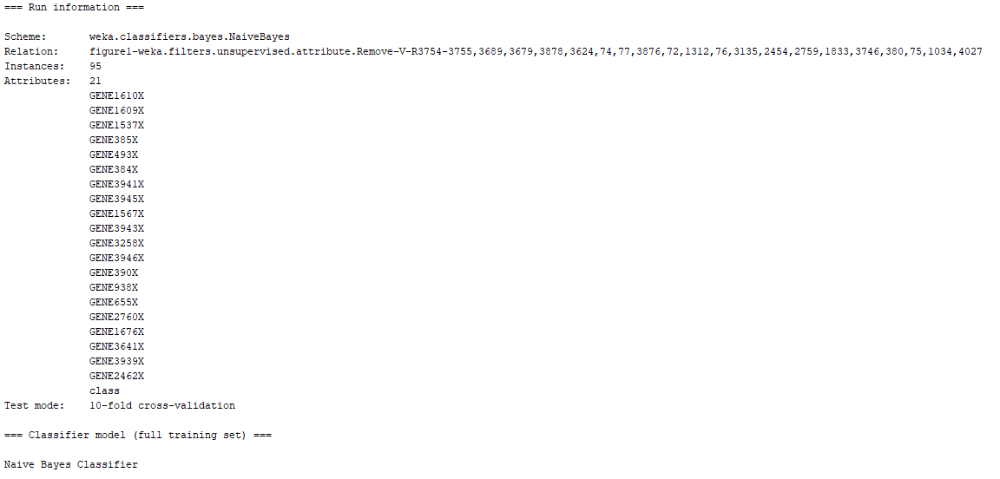 === Run information ===
Scheme: weka.classifiers.bayes.NaiveBayes
Relation: figure1-weka.filters.unsupervised.attribute.Remove-V-R3754-3755,3689,3679,3878,3624,74,77,3876,72,1312,76,3135,2454,2759,1833,3746,380,75,1034,4027
Instances: 95
Attributes: 21
GENE1610X
GENE1609X
GENE1537X
GENE385X
GENE493X
GENE384X
GENE3941X
GENE3945X
GENE1567X
GENE3943X
GENE3258X
GENE3946X
GENE390X
GENE938X
GENE655X
GENE2760X
GENE1676X
GENE3641X
GENE3939X
GENE2462X
class
Test mode: 10-fold cross-validation
=== Classifier model (full training set) ===
Naive Bayes Classifier